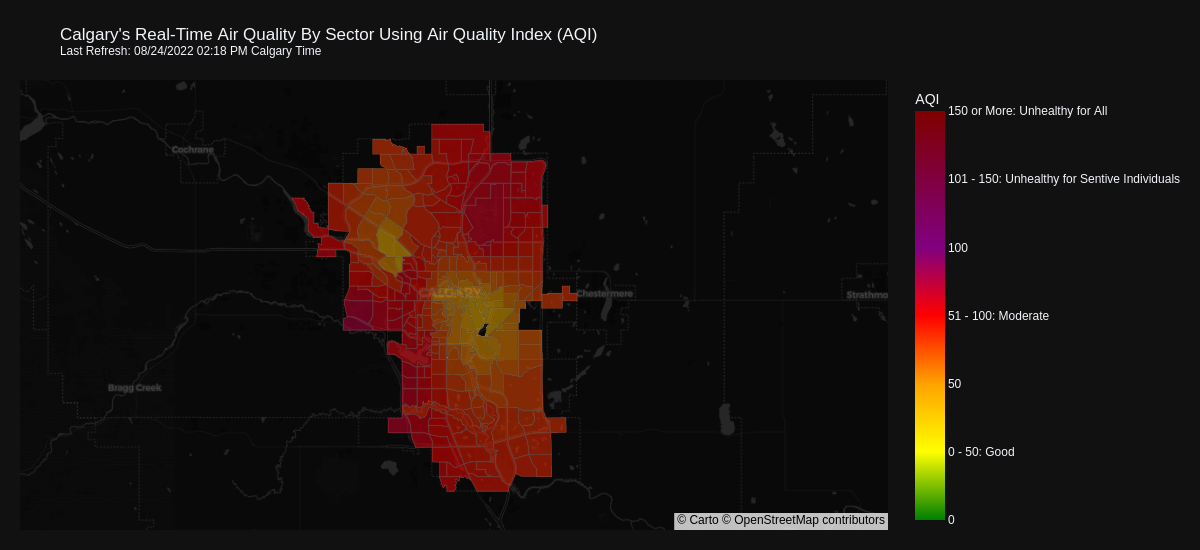 Calgary's Real-Time Air Quality By Sector Using Air Quality Index (AQI)
Last Refresh: 08/24/2022 02:18 PM Calgary Time
AQI
150 or More: Unhealthy for All
Cochrane
101 - 150: Unhealthy for Sentive Individuals
100
CALGARY
Chestermere
Strathmo
51 - 100: Moderate
50
Bragg Creek
0 - 50: Good
0
© Carto © OpenStreetMap contributors